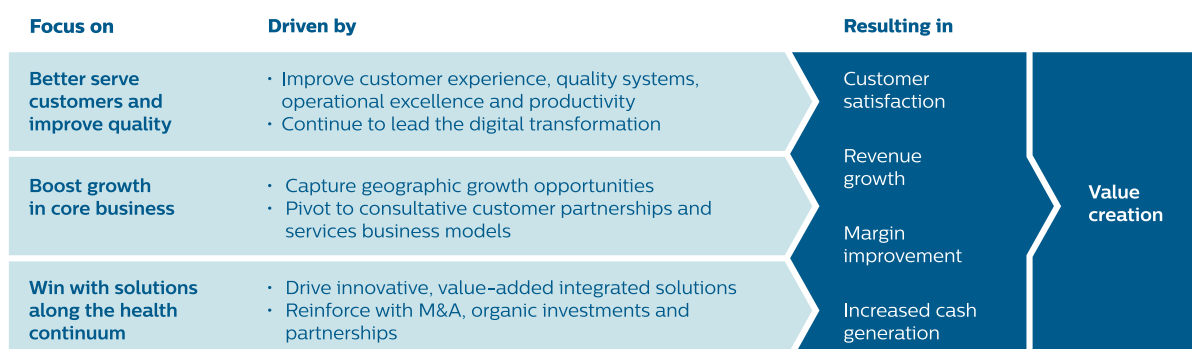 Focus on
Driven by
Resulting in
Better serve
customers and
improve quality
• Improve customer experience, quality systems,
operational excellence and productivity
• Continue to lead the digital transformation
Boost growth
in core business
• Capture geographic growth opportunities
• Pivot to consultative customer partnerships and
services business models
Win with solutions
along the health
continuum
• Drive innovative, value-added integrated solutions
• Reinforce with M&A, organic investments and
partnerships
Customer
satisfaction
Revenue
growth
Margin
improvement
Increased cash
generation
Value
creation